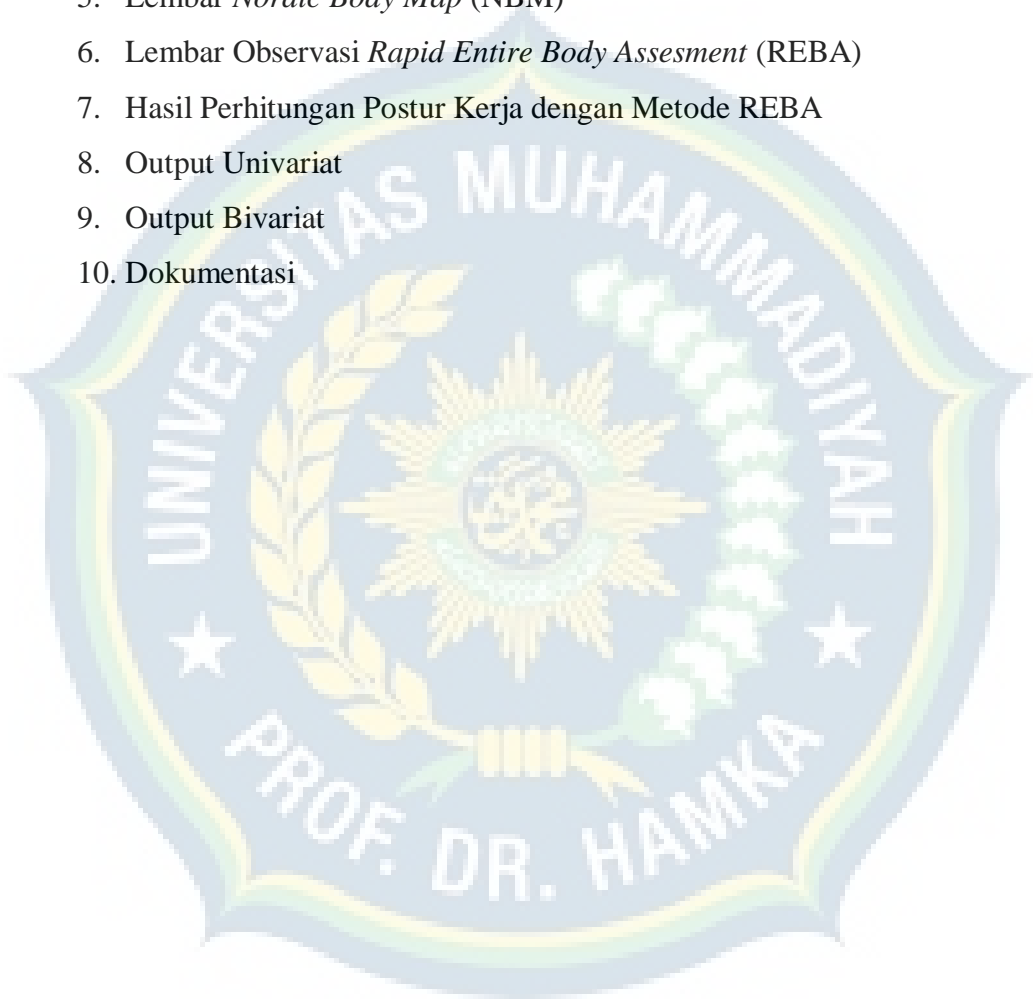 5. Lembar Nordic Body Map (NBM)
6. Lembar Observasi Rapid Entire Body Assesment (REBA)
7. Hasil Perhitungan Postur Kerja dengan Metode REBA
8. Output Univariat
9. Output Bivariat
10. Dokumentasi
UNIVERSITAS MUHAMMADIYAH
PROF. DR. HAMKA